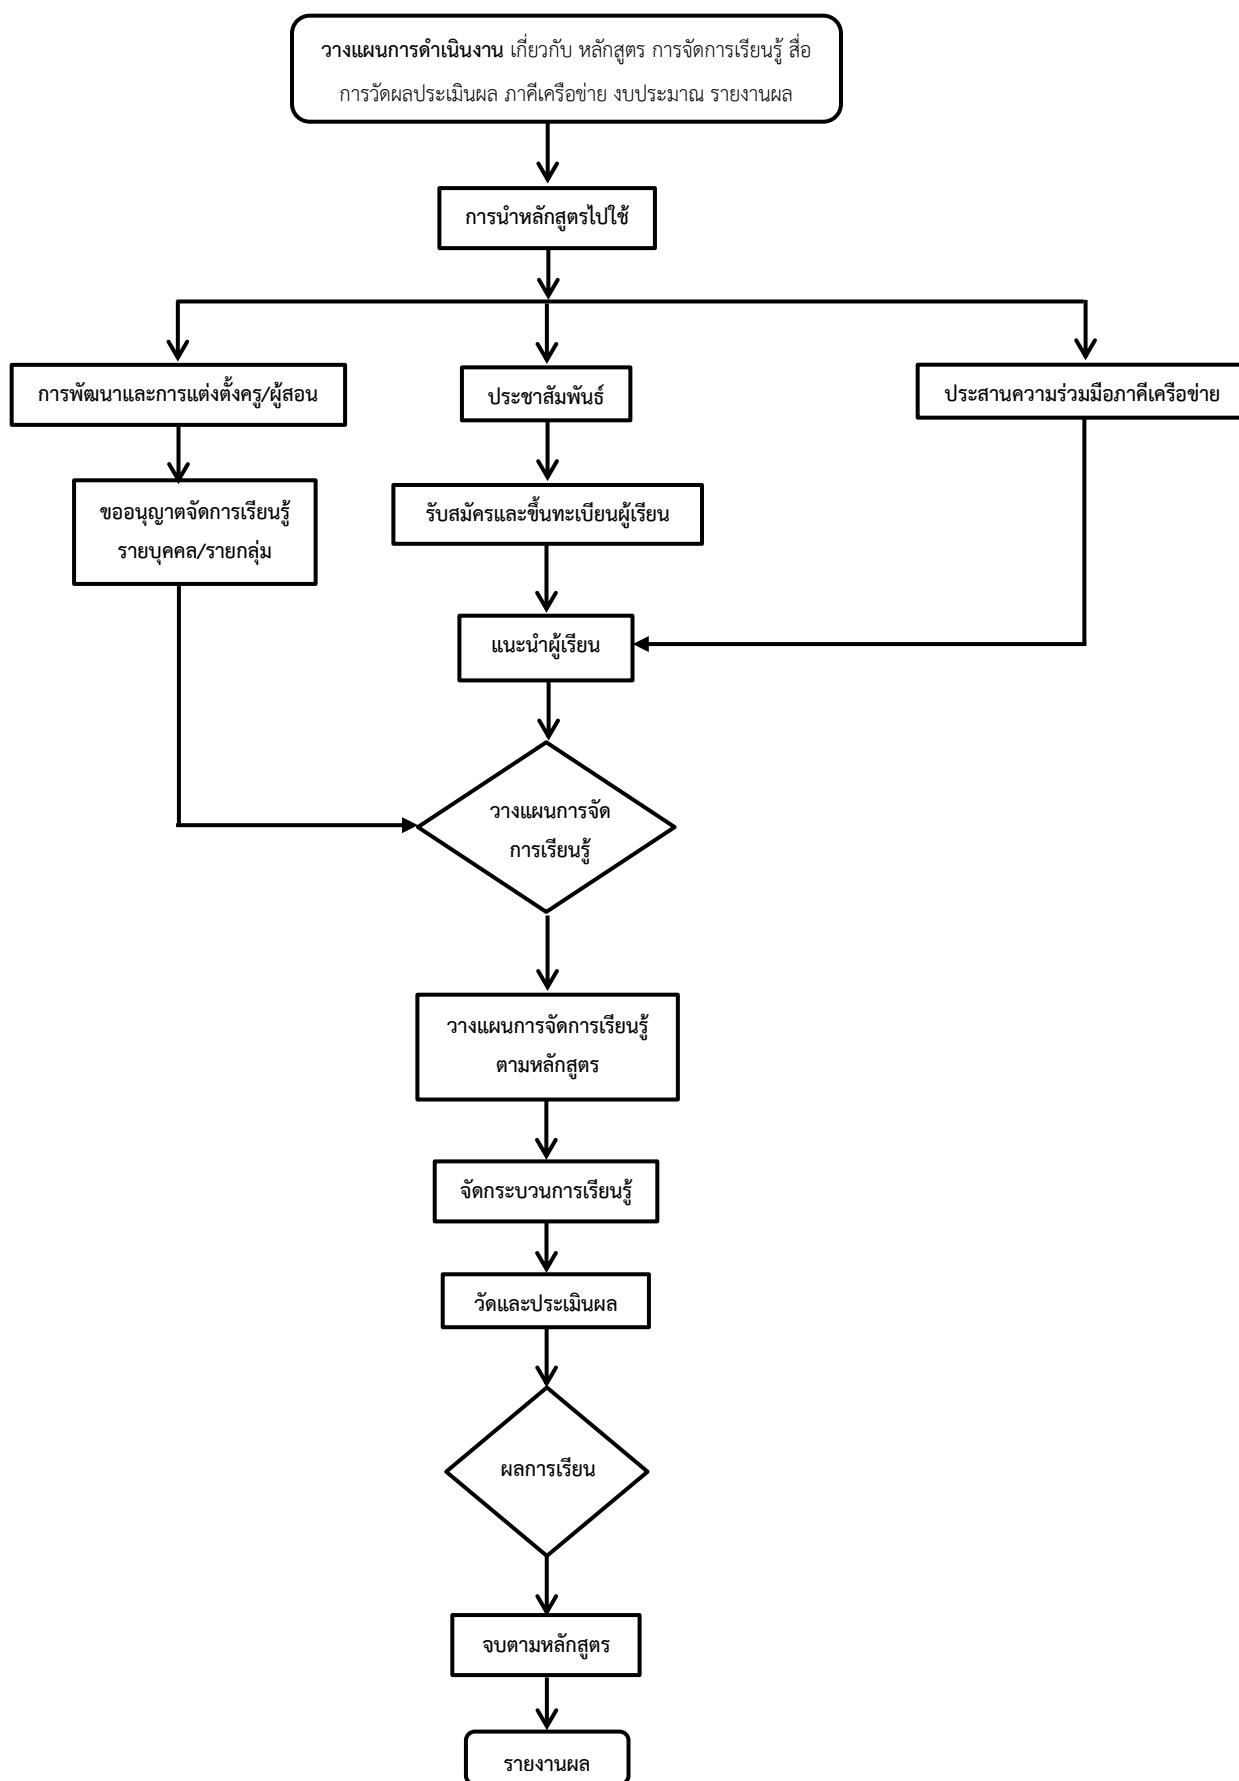 วางแผนการดำเนินงาน เกี่ยวกับ หลักสูตร การจัดการเรียนรู้ สื่อ
การวัดผลประเมินผล ภาคีเครือข่าย งบประมาณ รายงานผล
การนำหลักสูตรไปใช้
การพัฒนาและการแต่งตั้งครู/ผู้สอน
ประชาสัมพันธ์
ประสานความร่วมมือภาคีเครือข่าย
ขออนุญาตจัดการเรียนรู้
รายบุคคล/รายกลุ่ม
รับสมัครและขึ้นทะเบียนผู้เรียน
แนะนำผู้เรียน
วางแผนการจัด
การเรียนรู้
วางแผนการจัดการเรียนรู้
ตามหลักสูตร
จัดกระบวนการเรียนรู้
วัดและประเมินผล
ผลการเรียน
จบตามหลักสูตร
รายงานผล